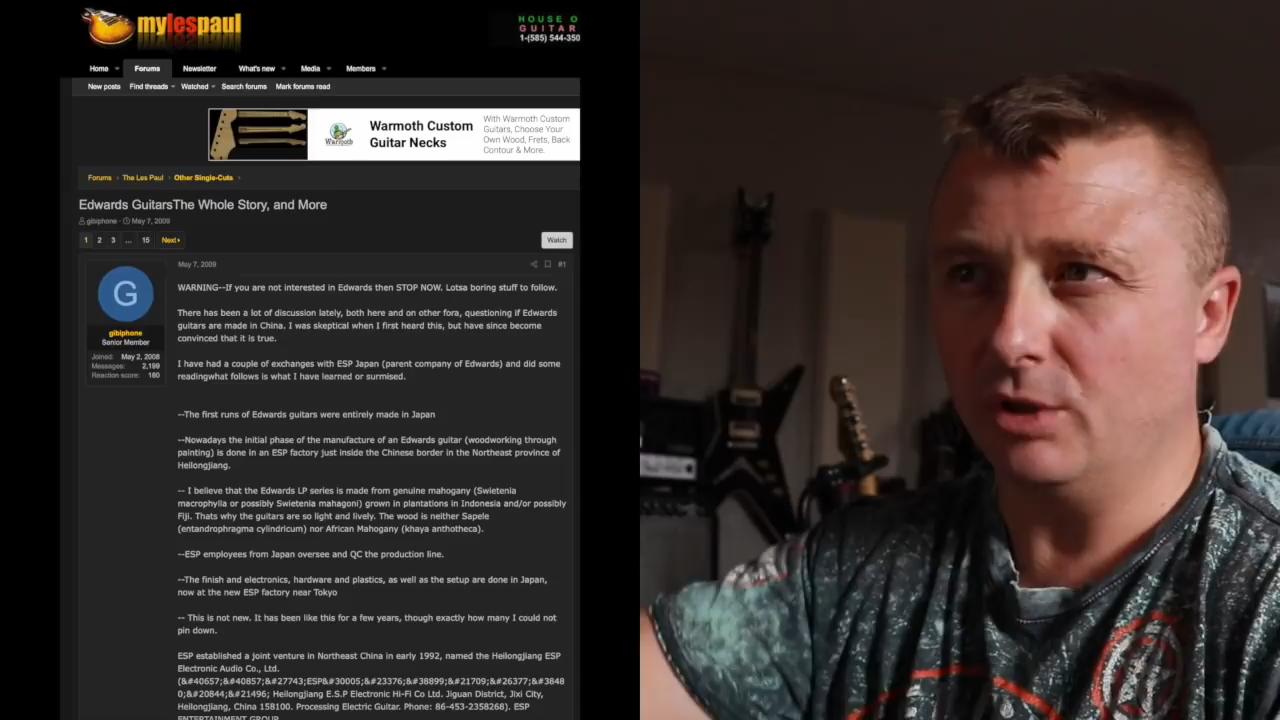 mylespaul
HOUSE O
GUITAR
1-(585) 544-350
Home Forums Newsletter What's new Media Members
New posts Find threads Watched Search forums Mark forums read
Warmoth
Warmoth Custom
Guitar Necks
With Warmoth Custom
Guitars, Choose Your
Own Wood, Frets, Back
Contour & More.
Forums › The Les Paul › Other Single-Cuts ›
Edwards GuitarsThe Whole Story, and More
gibiphone · May 7, 2009
1 2 3 ... 15 Next
Watch
May 7, 2009
#1
G
gibiphone
Senior Member
Joined: May 2, 2008
Messages: 2,199
Reaction score: 160
WARNING--If you are not interested in Edwards then STOP NOW. Lotsa boring stuff to follow.
There has been a lot of discussion lately, both here and on other fora, questioning if Edwards
guitars are made in China. I was skeptical when I first heard this, but have since become
convinced that it is true.
I have had a couple of exchanges with ESP Japan (parent company of Edwards) and did some
readingwhat follows is what I have learned or surmised.
--The first runs of Edwards guitars were entirely made in Japan
--Nowadays the initial phase of the manufacture of an Edwards guitar (woodworking through
painting) is done in an ESP factory just inside the Chinese border in the Northeast province of
Heilongjiang.
-- I believe that the Edwards LP series is made from genuine mahogany (Swietenia
macrophylla or possibly Swietenia mahagoni) grown in plantations in Indonesia and/or possibly
Fiji. Thats why the guitars are so light and lively. The wood is neither Sapele
(entandrophragma cylindricum) nor African Mahogany (khaya anthotheca).
--ESP employees from Japan oversee and QC the production line.
--The finish and electronics, hardware and plastics, as well as the setup are done in Japan,
now at the new ESP factory near Tokyo
-- This is not new. It has been like this for a few years, though exactly how many I could not
pin down.
ESP established a joint venture in Northeast China in early 1992, named the Heilongjiang ESP
Electronic Audio Co., Ltd.
(&#40657;&#40857;&#27743;ESP&#30005;&#23376;&#38899;&#21709;&#26377;&#3848
0;&#20844;&#21496; Heilongjiang E.S.P Electronic Hi-Fi Co Ltd. Jiguan District, Jixi City,
Heilongjiang, China 158100. Processing Electric Guitar. Phone: 86-453-2358268). ESP
ENTERTAINMENT GROUP